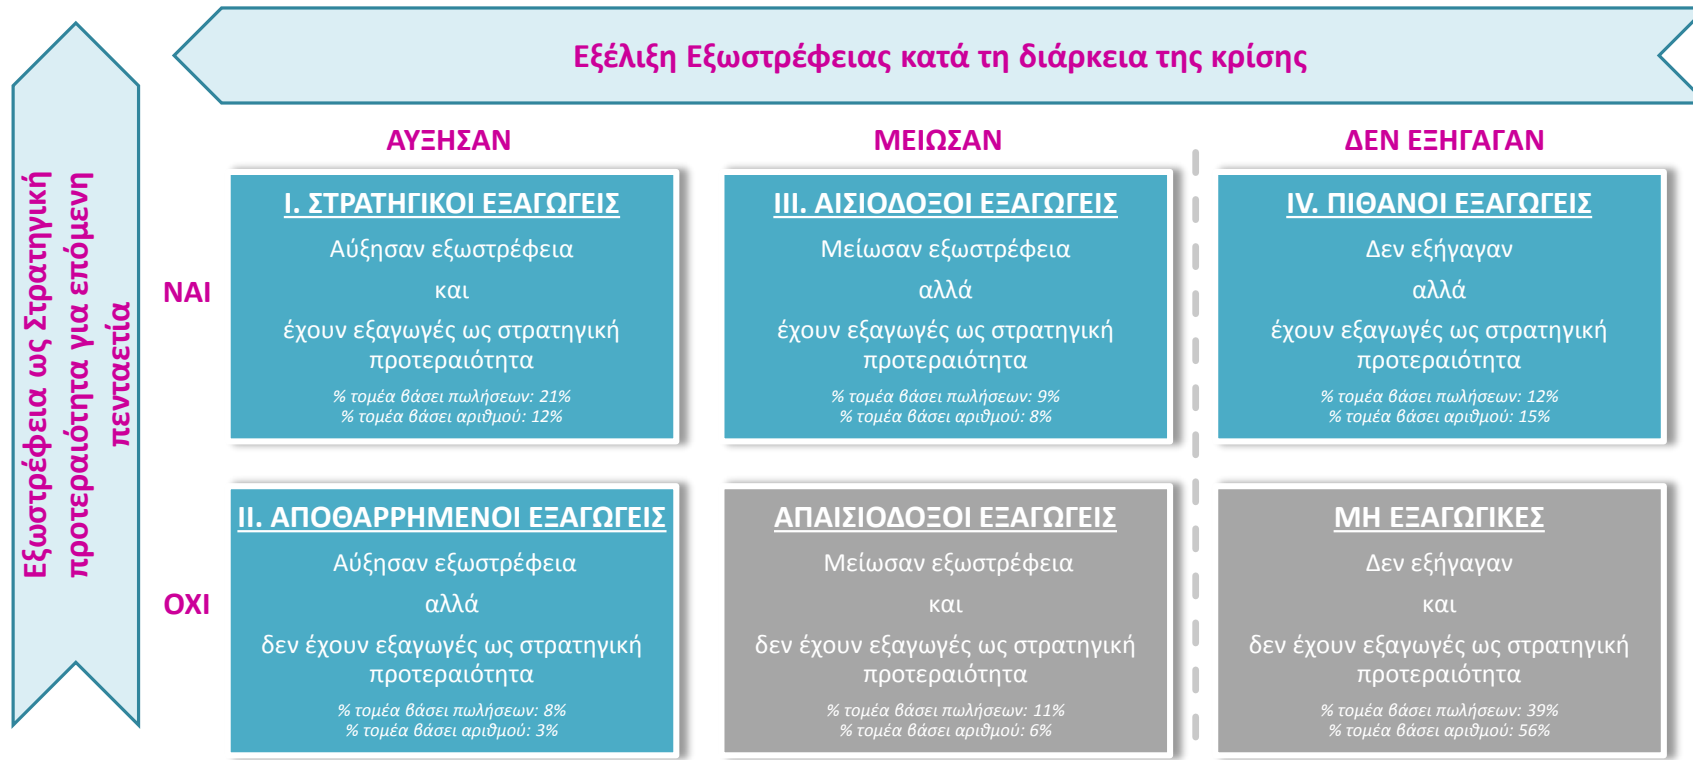 Εξέλιξη Εξωστρέφειας κατά τη διάρκεια της κρίσης
Εξωστρέφεια ως Στρατηγική
προτεραιότητα για επόμενη
πενταετία
ΑΥΞΗΣΑΝ
ΜΕΙΩΣΑΝ
ΔΕΝ ΕΞΗΓΑΓΑΝ
ΝΑΙ
I. ΣΤΡΑΤΗΓΙΚΟΙ ΕΞΑΓΩΓΕΙΣ
Αύξησαν εξωστρέφεια
και
έχουν εξαγωγές ως στρατηγική
προτεραιότητα
% τομέα βάσει πωλήσεων: 21%
% τομέα βάσει αριθμού: 12%
III. ΑΙΣΙΟΔΟΞΟΙ ΕΞΑΓΩΓΕΙΣ
Μείωσαν εξωστρέφεια
αλλά
έχουν εξαγωγές ως στρατηγική
προτεραιότητα
% τομέα βάσει πωλήσεων: 9%
% τομέα βάσει αριθμού: 8%
IV. ΠΙΘΑΝΟΙ ΕΞΑΓΩΓΕΙΣ
Δεν εξήγαγαν
αλλά
έχουν εξαγωγές ως στρατηγική
προτεραιότητα
% τομέα βάσει πωλήσεων: 12%
% τομέα βάσει αριθμού: 15%
ΟΧΙ
II. ΑΠΟΘΑΡΡΗΜΕΝΟΙ ΕΞΑΓΩΓΕΙΣ
Αύξησαν εξωστρέφεια
αλλά
δεν έχουν εξαγωγές ως στρατηγική
προτεραιότητα
% τομέα βάσει πωλήσεων: 8%
% τομέα βάσει αριθμού: 3%
ΑΠΑΙΣΙΟΔΟΞΟΙ ΕΞΑΓΩΓΕΙΣ
Μείωσαν εξωστρέφεια
και
δεν έχουν εξαγωγές ως στρατηγική
προτεραιότητα
% τομέα βάσει πωλήσεων: 11%
% τομέα βάσει αριθμού: 6%
ΜΗ ΕΞΑΓΩΓΙΚΕΣ
Δεν εξήγαγαν
και
δεν έχουν εξαγωγές ως στρατηγική
προτεραιότητα
% τομέα βάσει πωλήσεων: 39%
% τομέα βάσει αριθμού: 56%